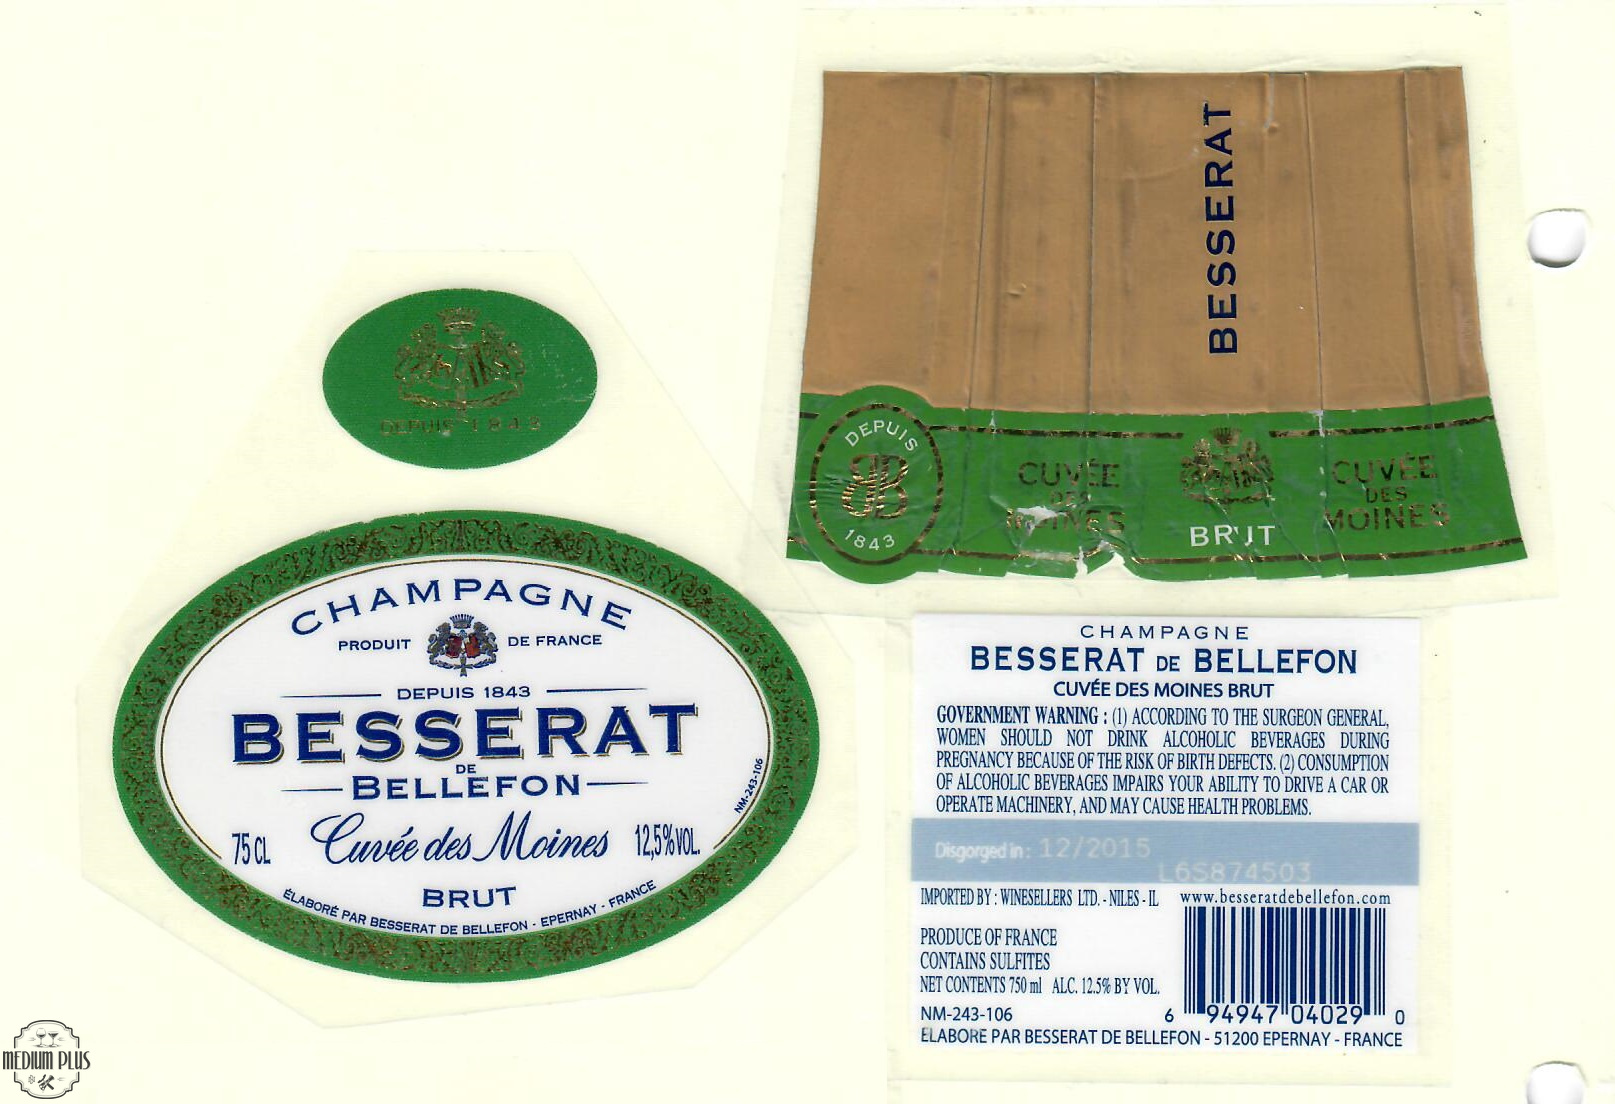 BESSERAT
DEPUIS
BB
1843
CUVÉE
DES
MOINES
BRUT
CUVÉE
DES
MOINES
DEPUIS 1843
CHAMPAGNE
PRODUIT DE FRANCE
DEPUIS 1843
BESSERAT
DE
BELLEFON
NM-243-106
75 CL Cuvée des Moines 12,5%VOL.
BRUT
ÉLABORÉ PAR BESSERAT DE BELLEFON - EPERNAY - FRANCE
CHAMPAGNE
BESSERAT DE BELLEFON
CUVÉE DES MOINES BRUT
GOVERNMENT WARNING : (1) ACCORDING TO THE SURGEON GENERAL,
WOMEN SHOULD NOT DRINK ALCOHOLIC BEVERAGES DURING
PREGNANCY BECAUSE OF THE RISK OF BIRTH DEFECTS. (2) CONSUMPTION
OF ALCOHOLIC BEVERAGES IMPAIRS YOUR ABILITY TO DRIVE A CAR OR
OPERATE MACHINERY, AND MAY CAUSE HEALTH PROBLEMS.
Disgorged in : 12/2015
L6S874503
IMPORTED BY : WINESELLERS LTD. - NILES - IL www.besseratdebellefon.com
PRODUCE OF FRANCE
CONTAINS SULFITES
NET CONTENTS 750 ml ALC. 12.5% BY VOL.
NM-243-106
6 94947 04029 0
ELABORE PAR BESSERAT DE BELLEFON - 51200 EPERNAY - FRANCE
MEDIUM PLUS